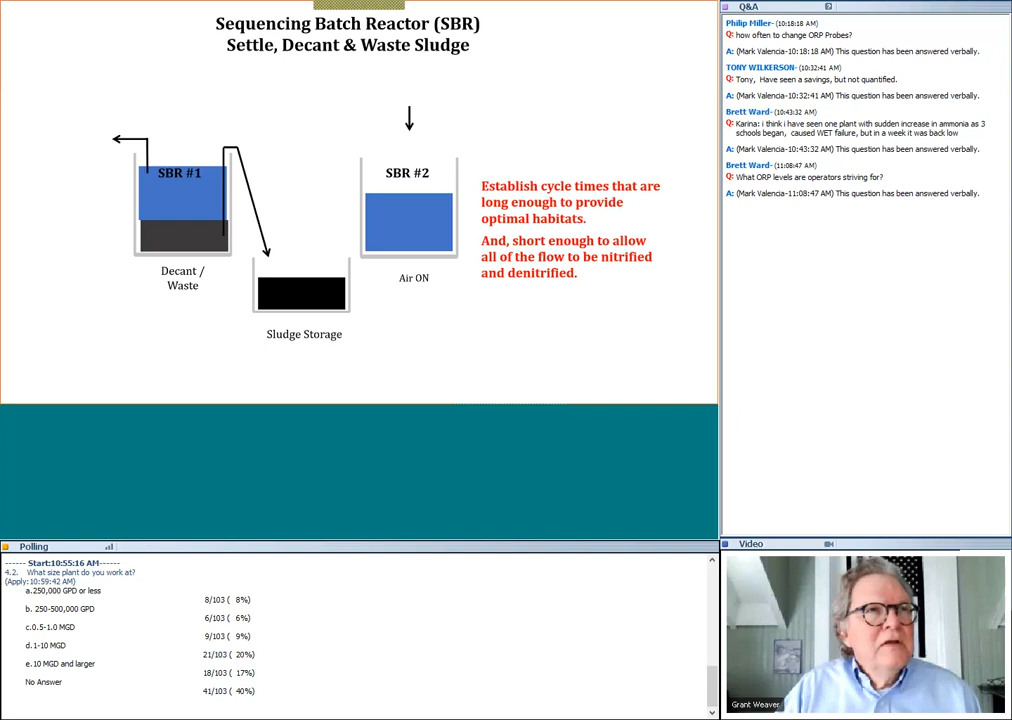 Sequencing Batch Reactor (SBR)
Settle, Decant & Waste Sludge
SBR #1
SBR #2
Establish cycle times that are
long enough to provide
optimal habitats.
And, short enough to allow
all of the flow to be nitrified
and denitrified.
Decant /
Waste
Air ON
Sludge Storage
Q&A
Philip Miller- (10:18:18 AM)
Q: how often to change ORP Probes?
A: (Mark Valencia-10:18:18 AM) This question has been answered verbally.
TONY WILKERSON- (10:32:41 AM)
Q: Tony, Have seen a savings, but not quantified.
A: (Mark Valencia-10:32:41 AM) This question has been answered verbally.
Brett Ward- (10:43:32 AM)
Q: Karina: i think i have seen one plant with sudden increase in ammonia as 3
schools began, caused WET failure, but in a week it was back low
A: (Mark Valencia-10:43:32 AM) This question has been answered verbally.
Brett Ward- (11:08:47 AM)
Q: What ORP levels are operators striving for?
A: (Mark Valencia-11:08:47 AM) This question has been answered verbally.
Polling
------ Start:10:55:16 AM------
4.2. What size plant do you work at?
(Apply:10:59:42 AM)
a.250,000 GPD or less
8/103 ( 8%)
b. 250-500,000 GPD
6/103 ( 6%)
c.0.5-1.0 MGD
9/103 ( 9%)
d.1-10 MGD
21/103 ( 20%)
e.10 MGD and larger
18/103 ( 17%)
No Answer
41/103 ( 40%)
Video
Grant Weaver